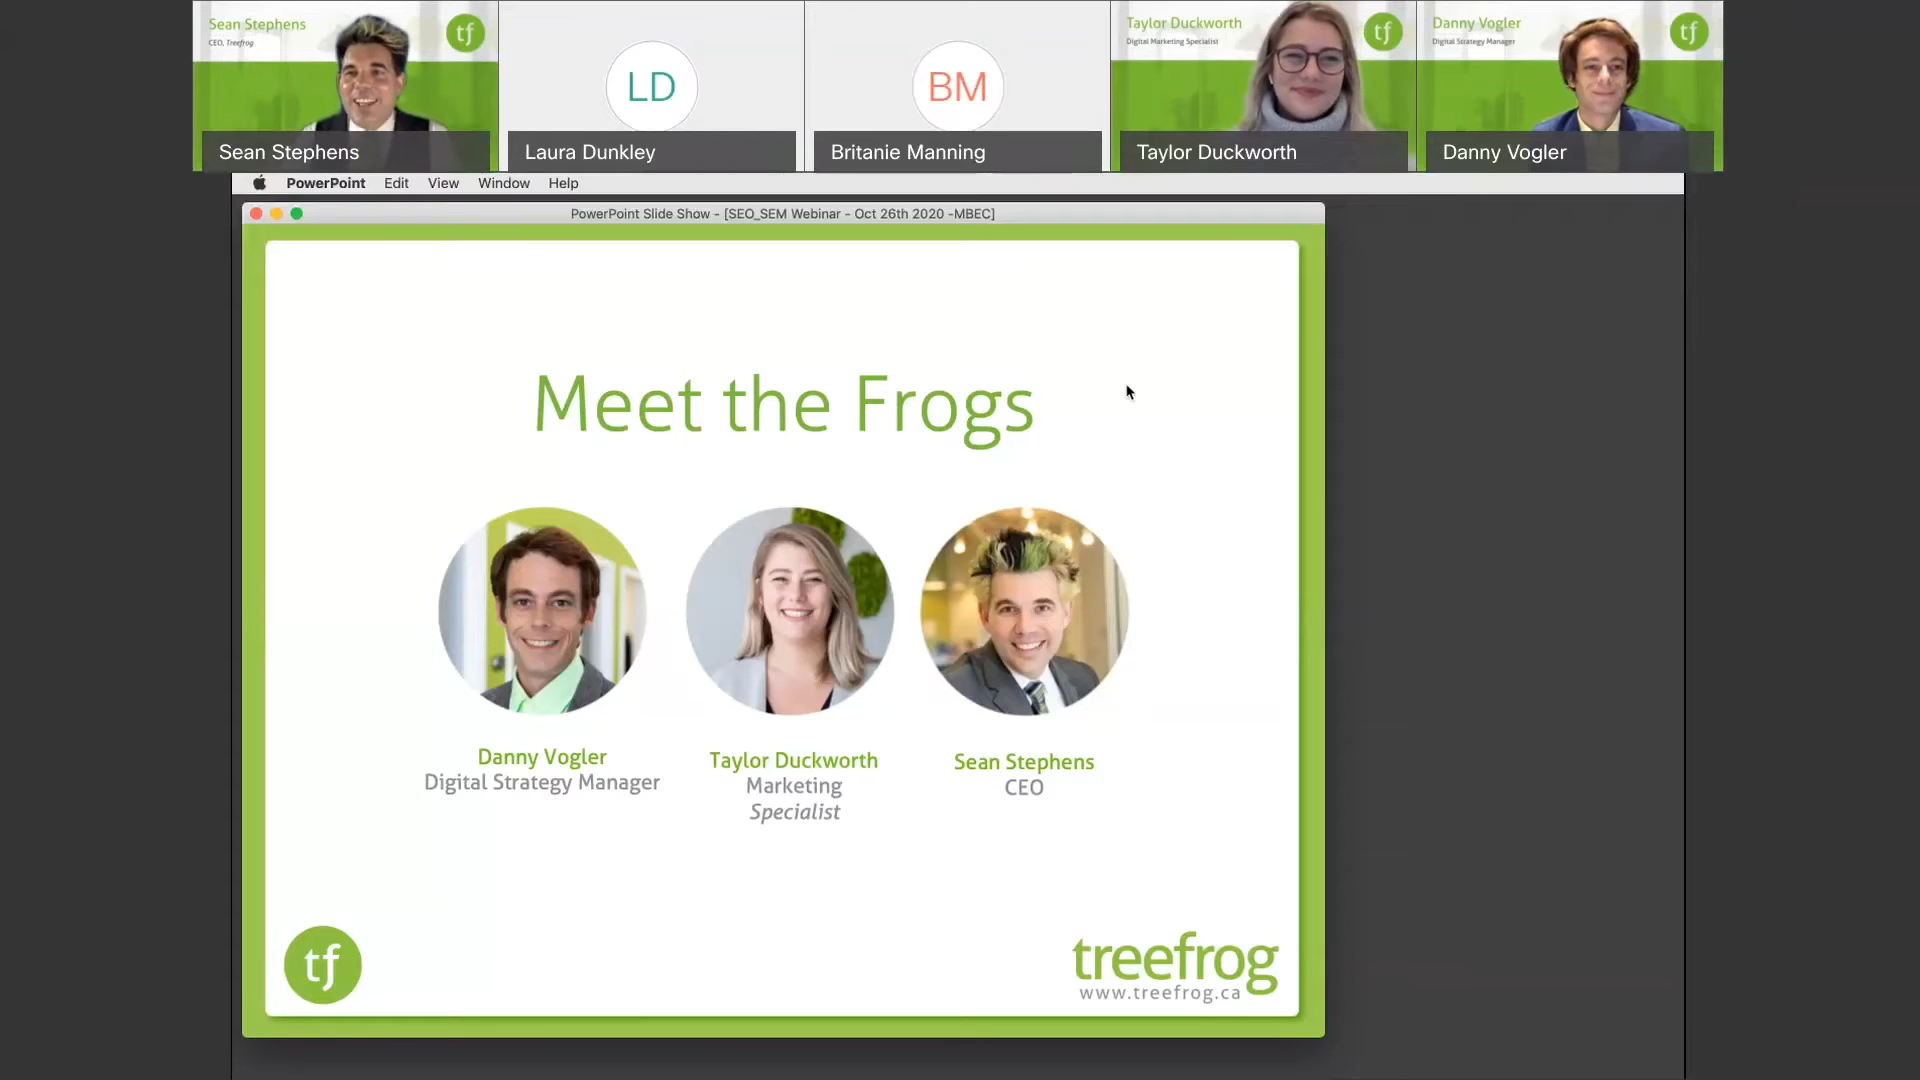 Sean Stephens
CEO, Treefrog
tf
Sean Stephens
LD
Laura Dunkley
BM
Britanie Manning
Taylor Duckworth
Digital Marketing Specialist
tf
Taylor Duckworth
Danny Vogler
Digital Strategy Manager
tf
Danny Vogler
PowerPoint Edit View Window Help
PowerPoint Slide Show - [SEO_SEM Webinar - Oct 26th 2020 -MBEC]
Meet the Frogs
Danny Vogler
Digital Strategy Manager
Taylor Duckworth
Marketing
Specialist
Sean Stephens
CEO
tf
treefrog
www.treefrog.ca